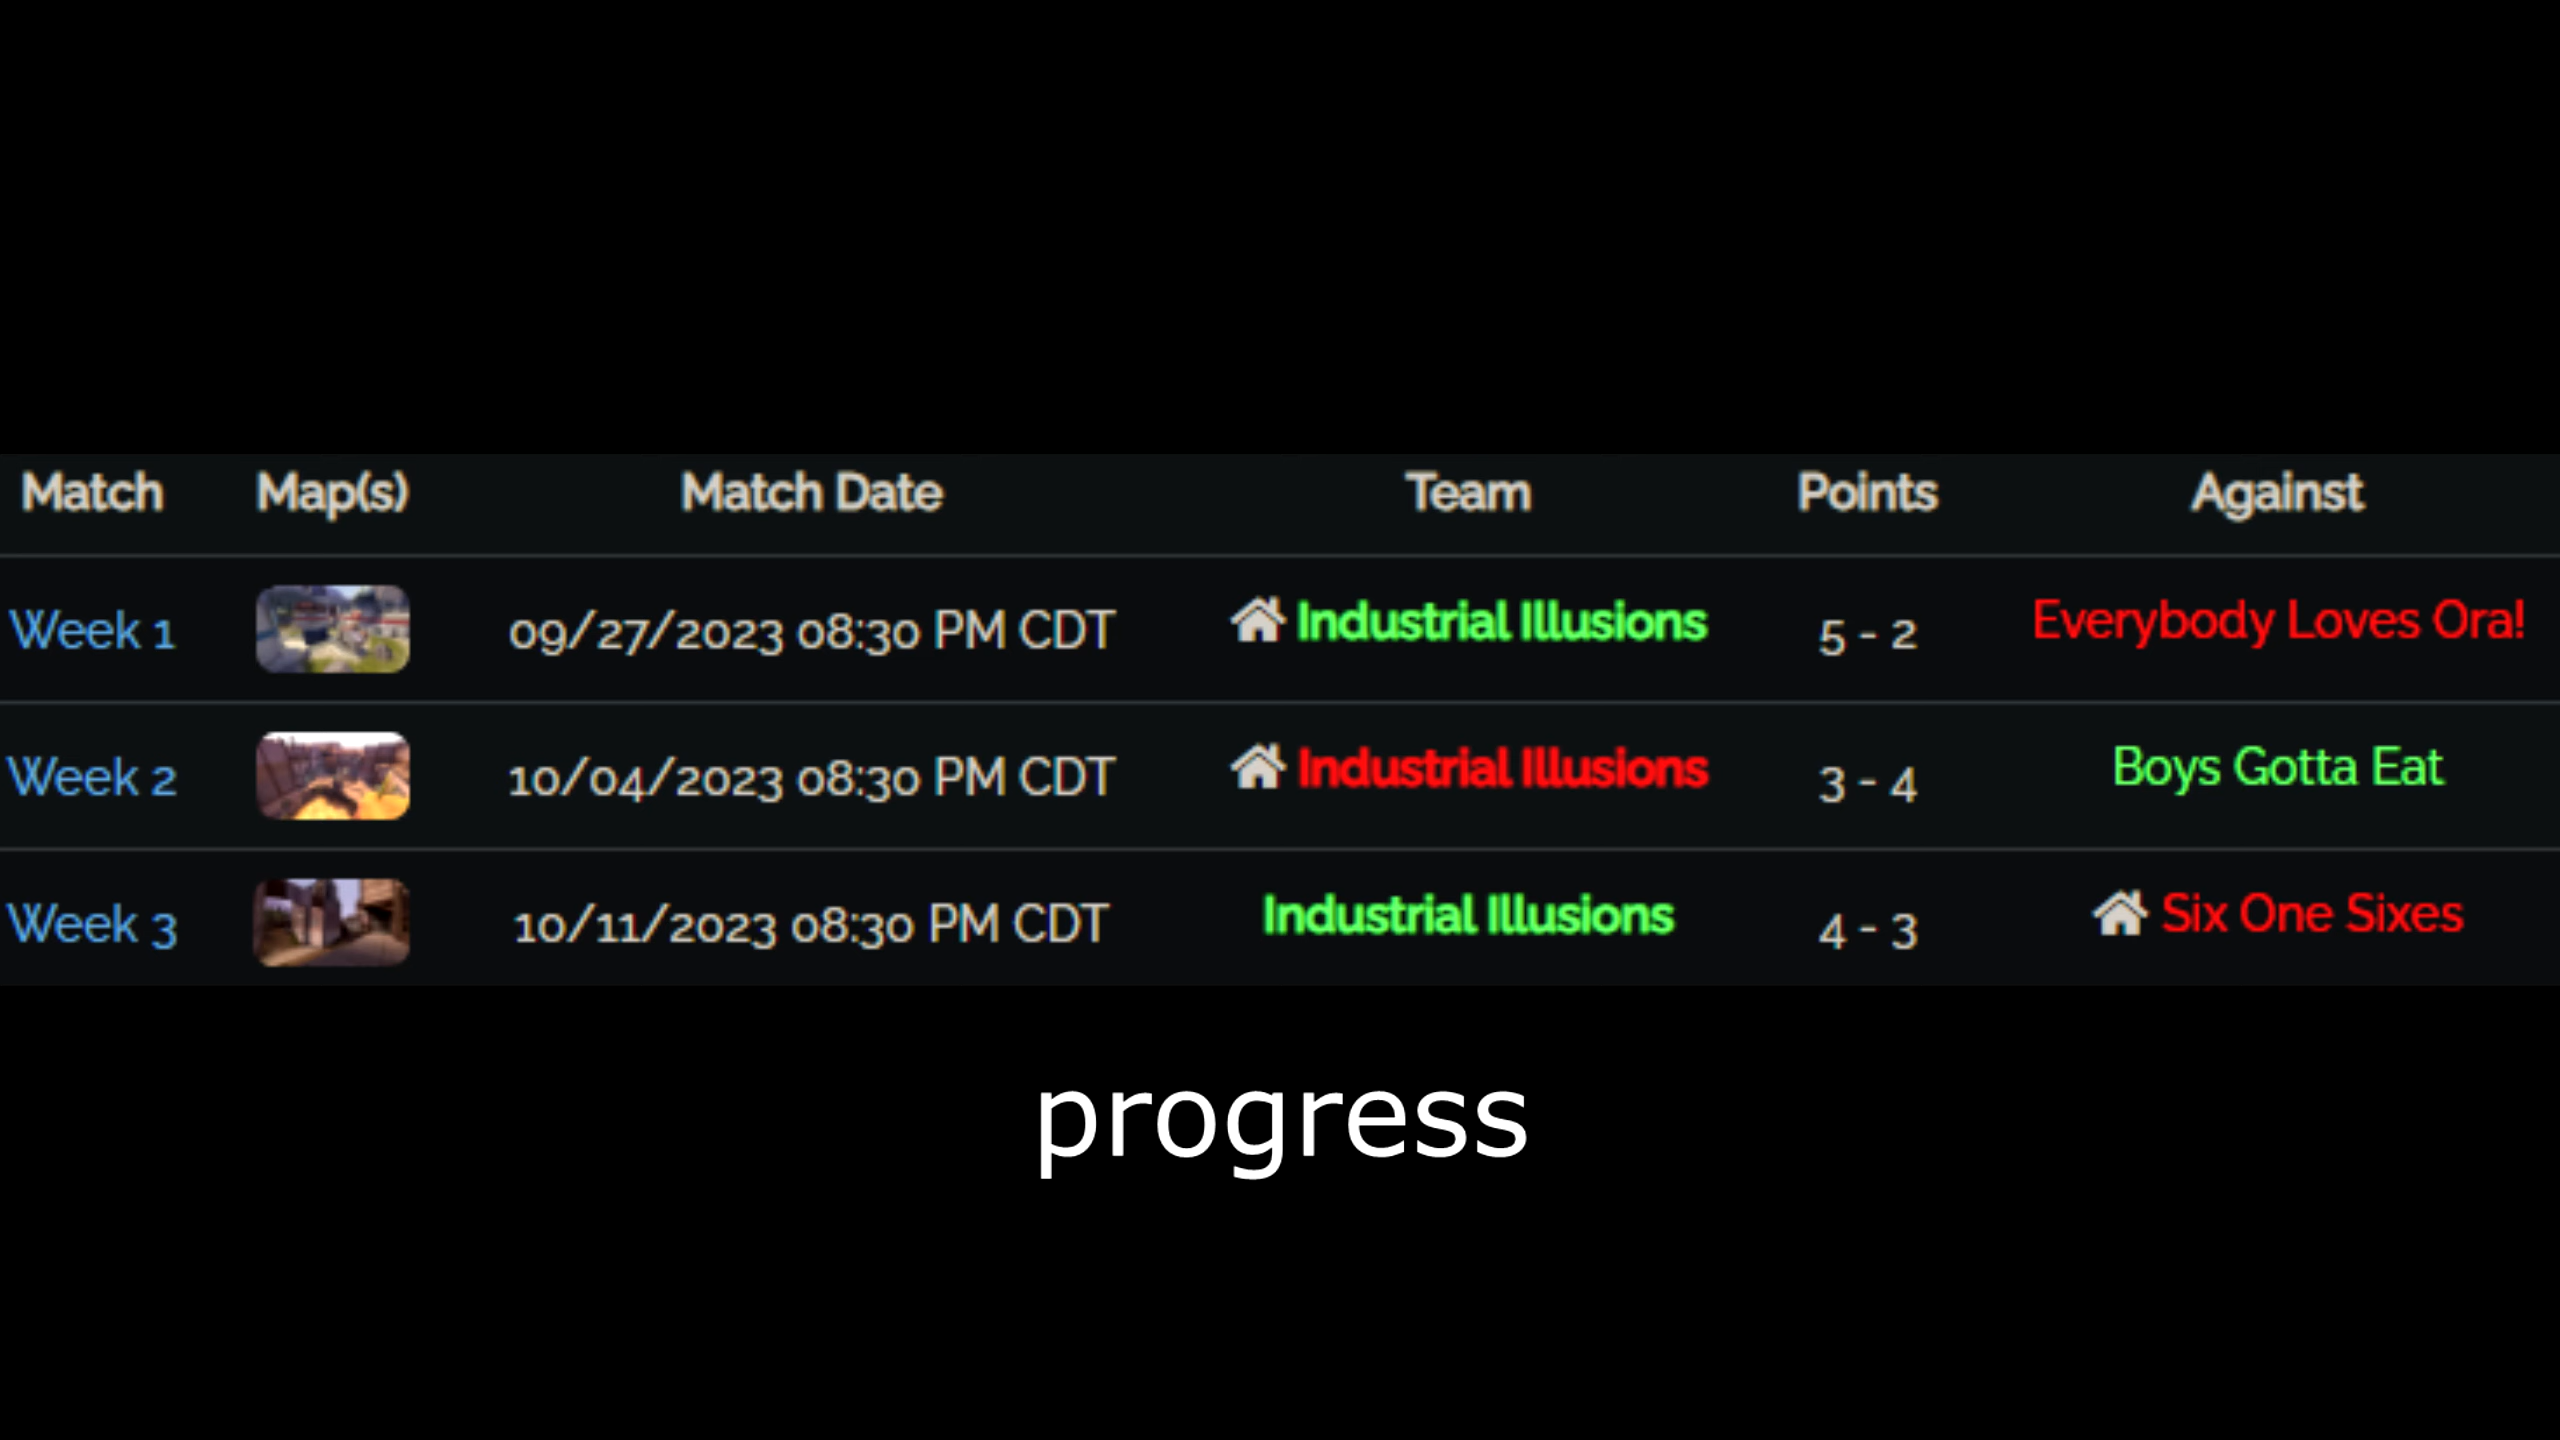 Match Map(s) Match Date Team Points Against
Week 1 09/27/2023 08:30 PM CDT Industrial Illusions 5 - 2 Everybody Loves Ora!
Week 2 10/04/2023 08:30 PM CDT Industrial Illusions 3 - 4 Boys Gotta Eat
Week 3 10/11/2023 08:30 PM CDT Industrial Illusions 4 - 3 Six One Sixes
progress